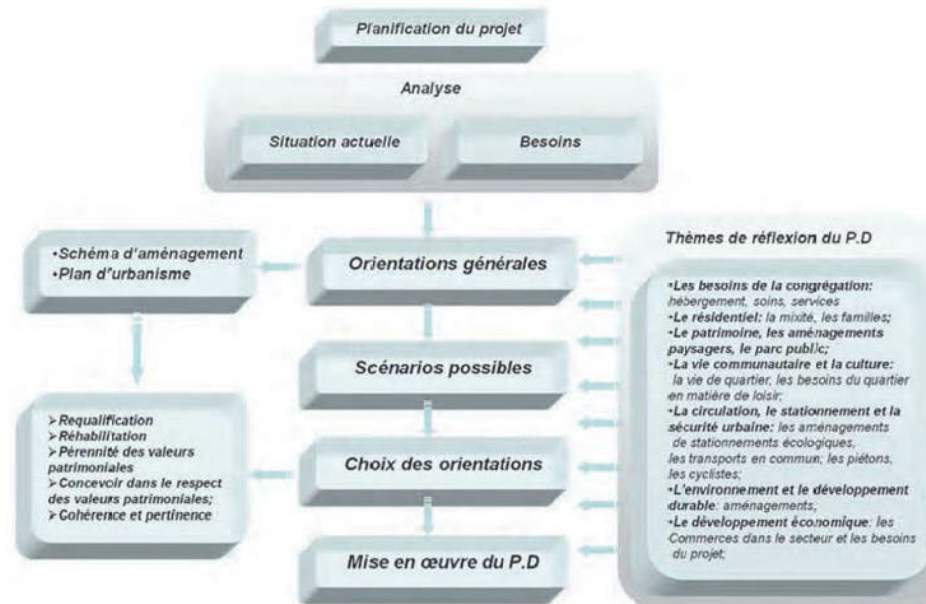 Planification du projet
Analyse
Situation actuelle
Besoins
•Schéma d'aménagement
•Plan d'urbanisme
Orientations générales
Scénarios possibles
Choix des orientations
Mise en œuvre du P.D
➢Requalification
➢Réhabilitation
➢Pérennité des valeurs
patrimoniales
➢Concevoir dans le respect
des valeurs patrimoniales;
➢Cohérence et pertinence
Thèmes de réflexion du P.D
•Les besoins de la congrégation:
hébergement, soins, services
•Le résidentiel: la mixité, les familles;
•Le patrimoine, les aménagements
paysagers, le parc public;
•La vie communautaire et la culture:
la vie de quartier, les besoins du quartier
en matière de loisir;
•La circulation, le stationnement et la
sécurité urbaine: les aménagements
de stationnements écologiques,
les transports en commun; les piétons,
les cyclistes;
•L'environnement et le développement
durable: aménagements;
•Le développement économique: les
Commerces dans le secteur et les besoins
du projet;